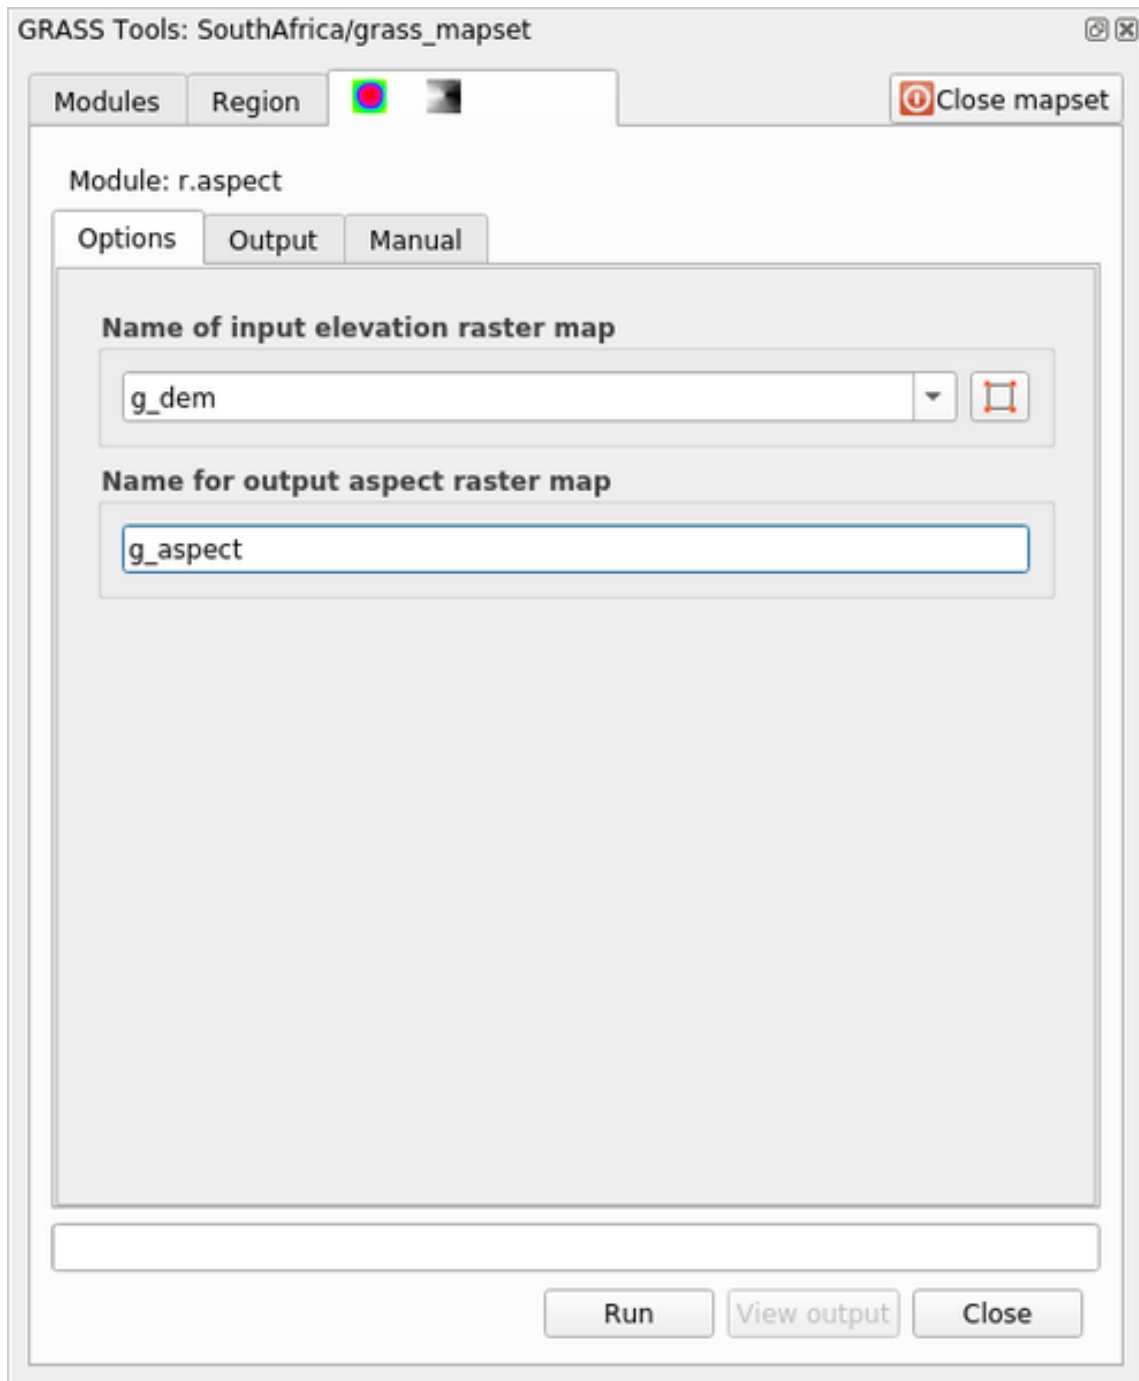 GRASS Tools: SouthAfrica/grass_mapset
Modules Region Close mapset
Module: r.aspect
Options Output Manual
Name of input elevation raster map
g_dem
Name for output aspect raster map
g_aspect
Run View output Close